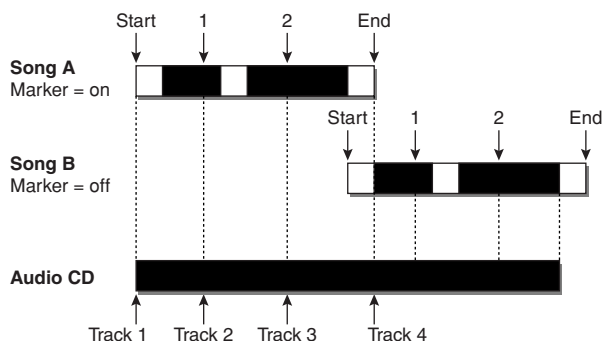 Start 1 2 End
Song A
Marker = on
Start 1 2 End
Song B
Marker = off
Audio CD
Track 1 Track 2 Track 3 Track 4